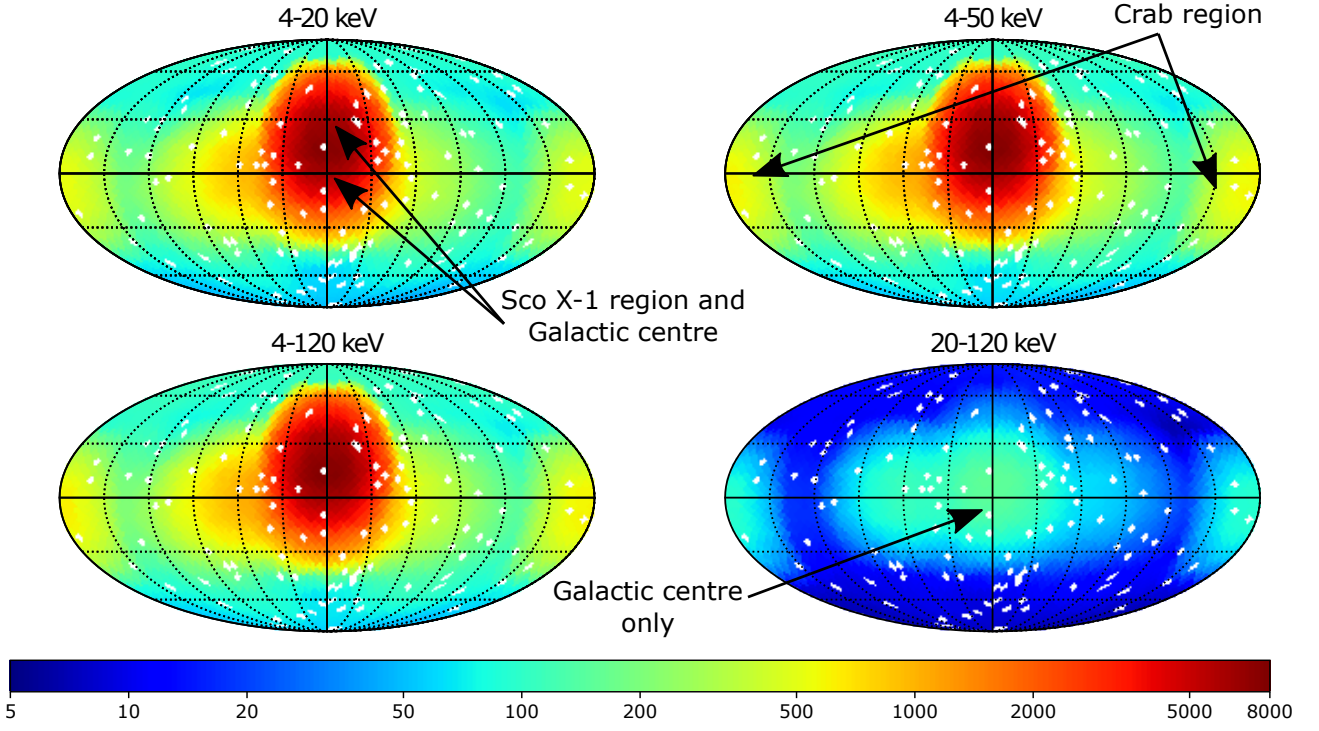 4-20 keV
4-50 keV
Crab region
Sco X-1 region and
Galactic centre
4-120 keV
20-120 keV
Galactic centre
only
5 10 20 50 100 200 500 1000 2000 5000 8000